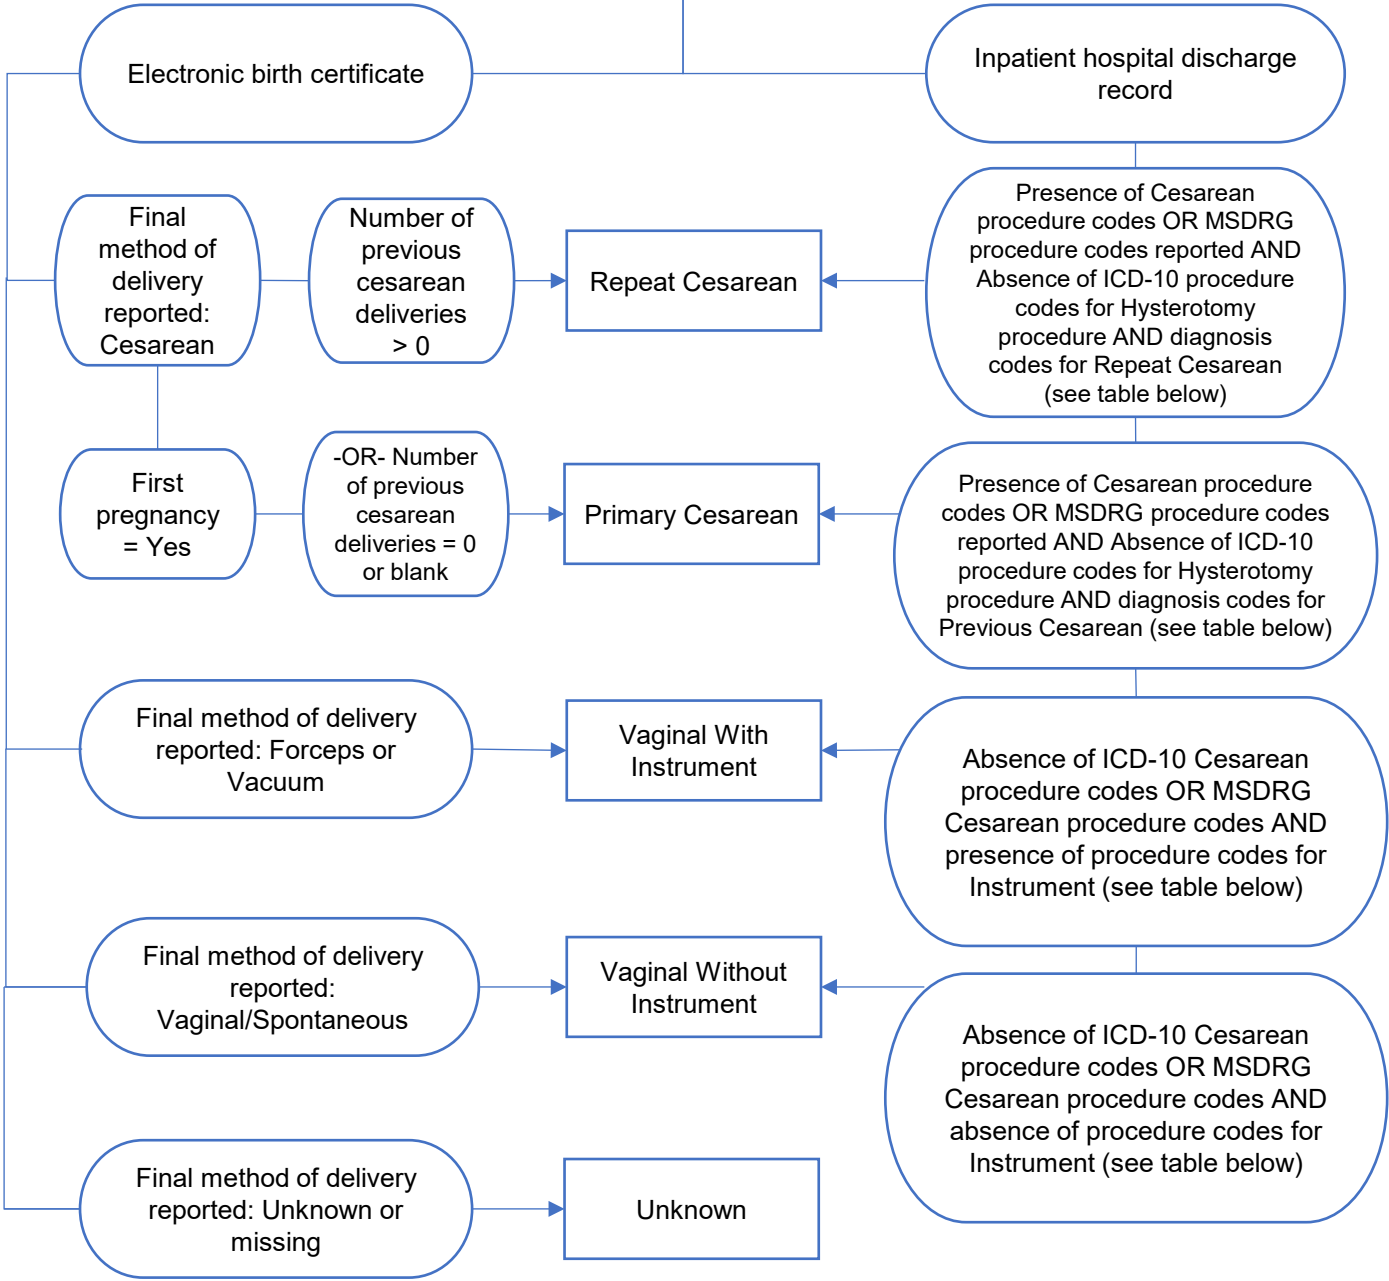 Electronic birth certificate
Inpatient hospital discharge
record
Final
method of
delivery
reported:
Cesarean
Number of
previous
cesarean
deliveries
> 0
Repeat Cesarean
Presence of Cesarean
procedure codes OR MSDRG
procedure codes reported AND
Absence of ICD-10 procedure
codes for Hysterotomy
procedure AND diagnosis
codes for Repeat Cesarean
(see table below)
First
pregnancy
= Yes
-OR- Number
of previous
cesarean
deliveries = 0
or blank
Primary Cesarean
Presence of Cesarean procedure
codes OR MSDRG procedure codes
reported AND Absence of ICD-10
procedure codes for Hysterotomy
procedure AND diagnosis codes for
Previous Cesarean (see table below)
Final method of delivery
reported: Forceps or
Vacuum
Vaginal With
Instrument
Absence of ICD-10 Cesarean
procedure codes OR MSDRG
Cesarean procedure codes AND
presence of procedure codes for
Instrument (see table below)
Final method of delivery
reported:
Vaginal/Spontaneous
Vaginal Without
Instrument
Absence of ICD-10 Cesarean
procedure codes OR MSDRG
Cesarean procedure codes AND
absence of procedure codes for
Instrument (see table below)
Final method of delivery
reported: Unknown or
missing
Unknown